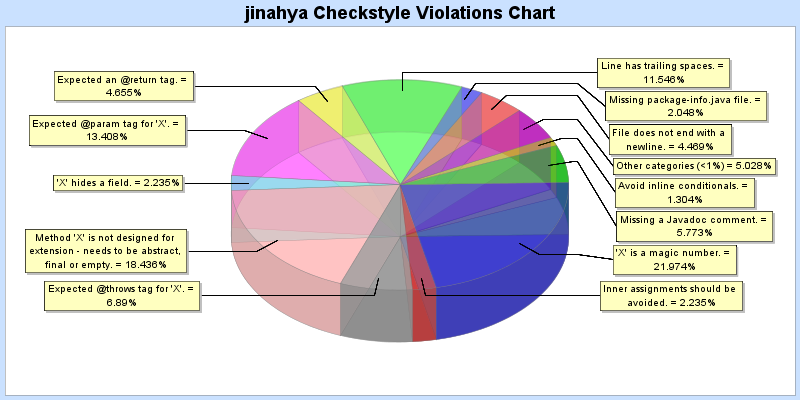 jinahya Checkstyle Violations Chart
Line has trailing spaces. =
11.546%
Missing package-info.java file. =
2.048%
File does not end with a
newline. = 4.469%
Other categories (<1%) = 5.028%
Avoid inline conditionals. =
1.304%
Missing a Javadoc comment. =
5.773%
'X' is a magic number. =
21.974%
Inner assignments should be
avoided. = 2.235%
Expected an @return tag. =
4.655%
Expected @param tag for 'X'. =
13.408%
'X' hides a field. = 2.235%
Method 'X' is not designed for
extension - needs to be abstract,
final or empty. = 18.436%
Expected @throws tag for 'X'. =
6.89%